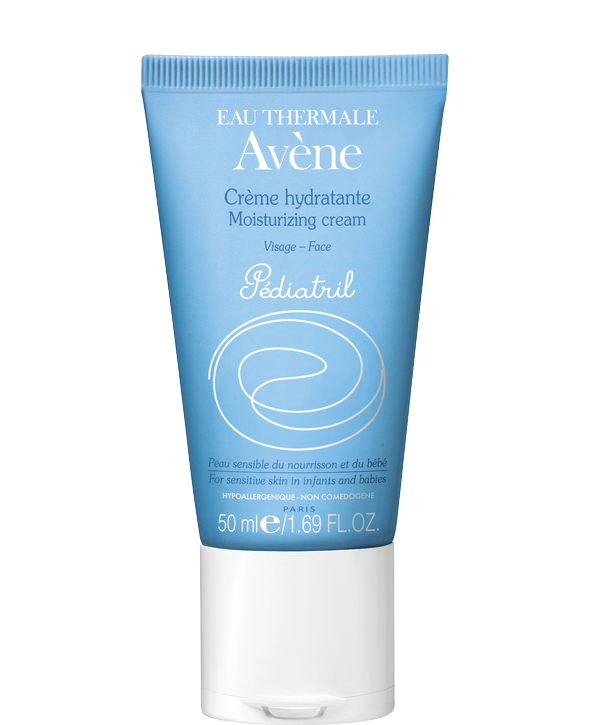 EAU THERMALE
Avène
Crème hydratante
Moisturizing cream
Visage – Face
Pédiatril
Peau sensible du nourrisson et du bébé
For sensitive skin in infants and babies
HYPOALLERGENIQUE - NON COMEDOGENE
PARIS
50 ml℮/1.69 FL.OZ.